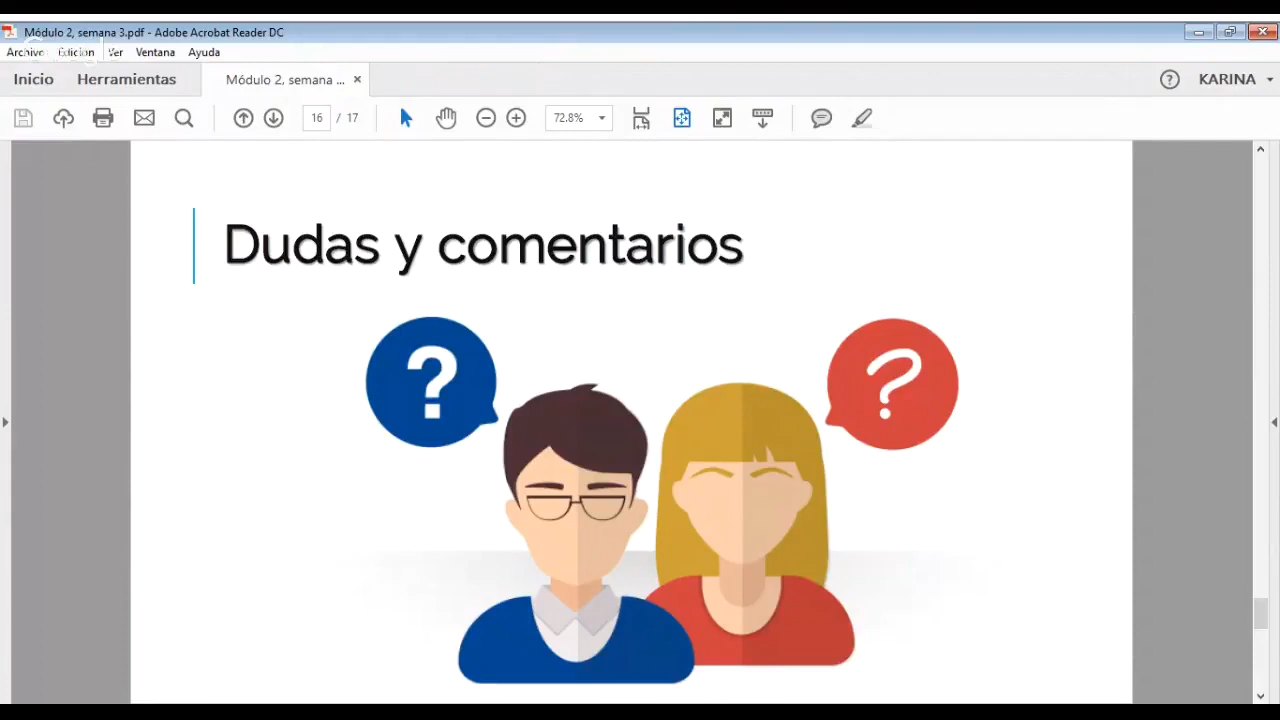 Módulo 2, semana 3.pdf - Adobe Acrobat Reader DC
Archivo Edición Ver Ventana Ayuda
Inicio Herramientas Módulo 2, semana ... × ? KARINA
16 / 17 72.8%
Dudas y comentarios
? ?